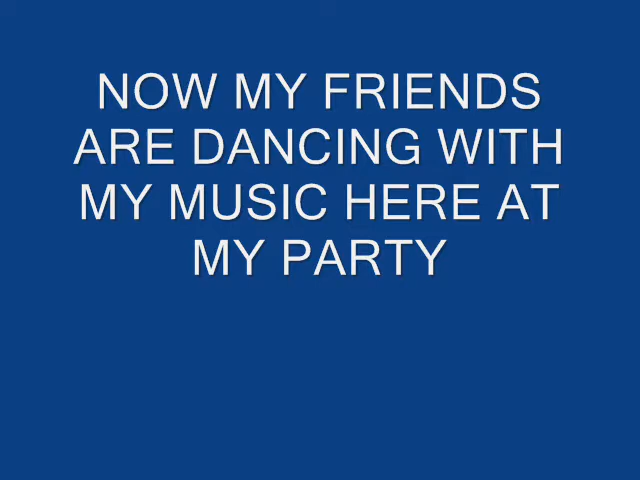 NOW MY FRIENDS
ARE DANCING WITH
MY MUSIC HERE AT
MY PARTY